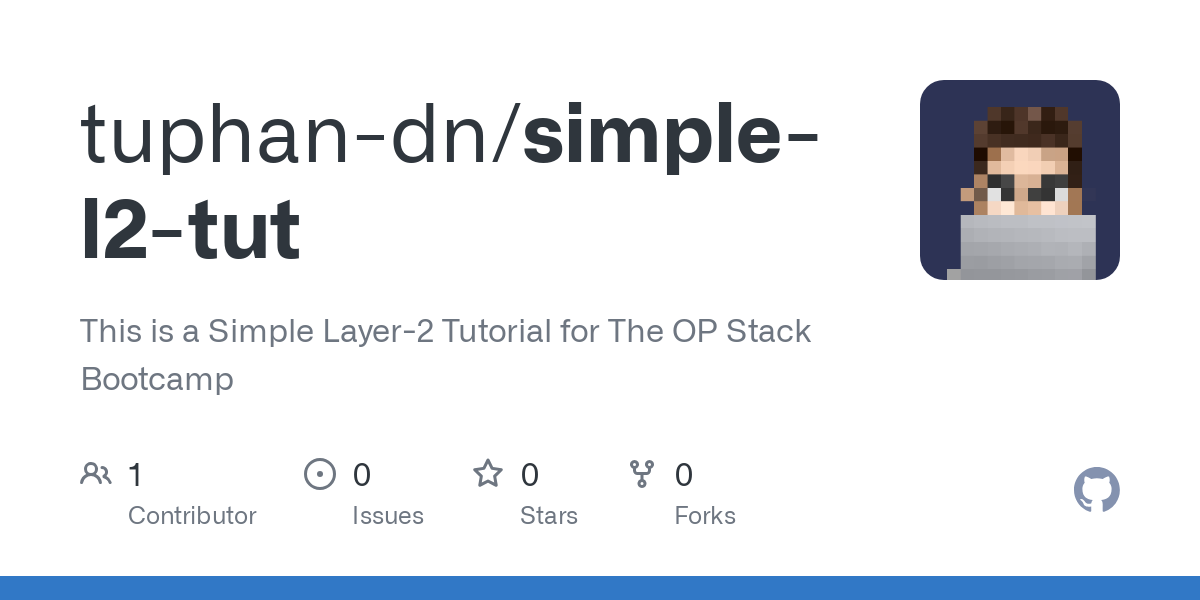 tuphan-dn/simple-
l2-tut
This is a Simple Layer-2 Tutorial for The OP Stack
Bootcamp
1 0 0 0
Contributor Issues Stars Forks